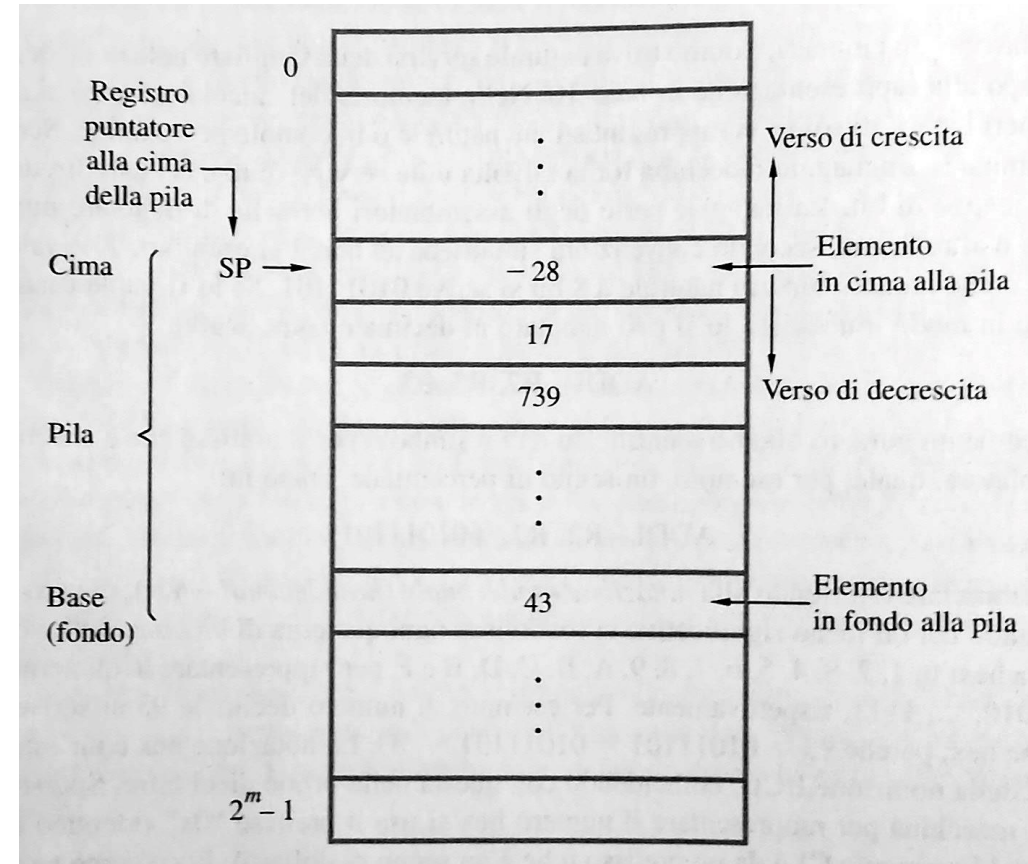 0
Registro
puntatore
alla cima
della pila
Verso di crescita
Cima
SP
−28
Elemento
in cima alla pila
17
739
Verso di decrescita
Pila
Base
(fondo)
43
Elemento
in fondo alla pila
2^m − 1